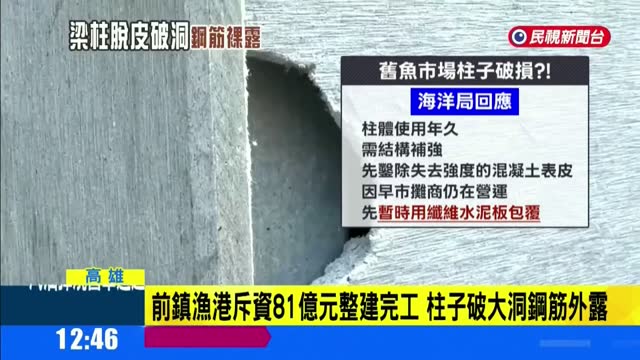 梁柱脫皮破洞鋼筋裸露
民視新聞台
舊魚市場柱子破損?!
海洋局回應
柱體使用年久
需結構補強
先鑿除失去強度的混凝土表皮
因早市攤商仍在營運
先暫時用纖維水泥板包覆
高雄
前鎮漁港斥資81億元整建完工 柱子破大洞鋼筋外露
12:46